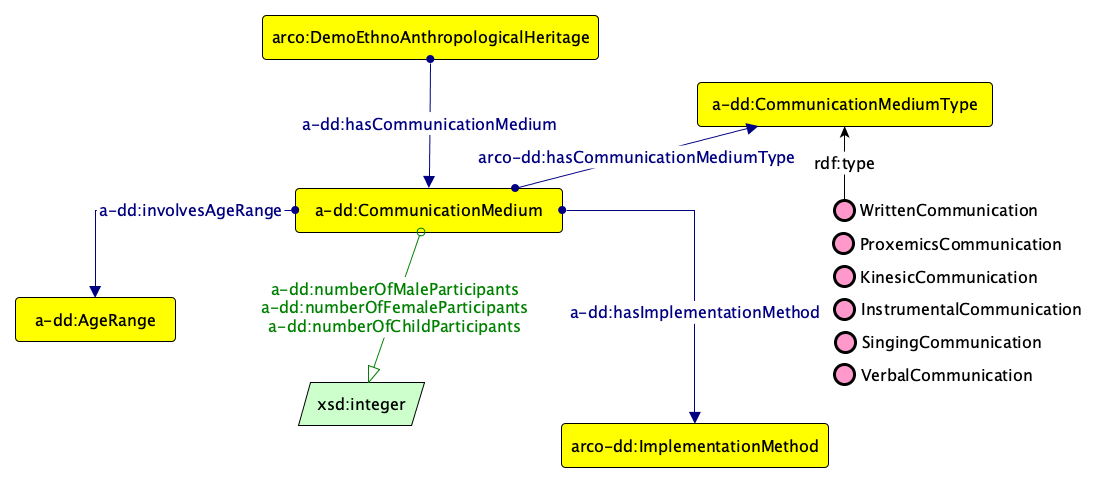 arco:DemoEthnoAnthropologicalHeritage
a-dd:CommunicationMediumType
a-dd:hasCommunicationMedium
arco-dd:hasCommunicationMediumType
rdf:type
a-dd:involvesAgeRange
a-dd:CommunicationMedium
WrittenCommunication
ProxemicsCommunication
KinesicCommunication
a-dd:numberOfMaleParticipants
a-dd:numberOfFemaleParticipants
a-dd:numberOfChildParticipants
a-dd:hasImplementationMethod
InstrumentalCommunication
a-dd:AgeRange
SingingCommunication
VerbalCommunication
xsd:integer
arco-dd:ImplementationMethod